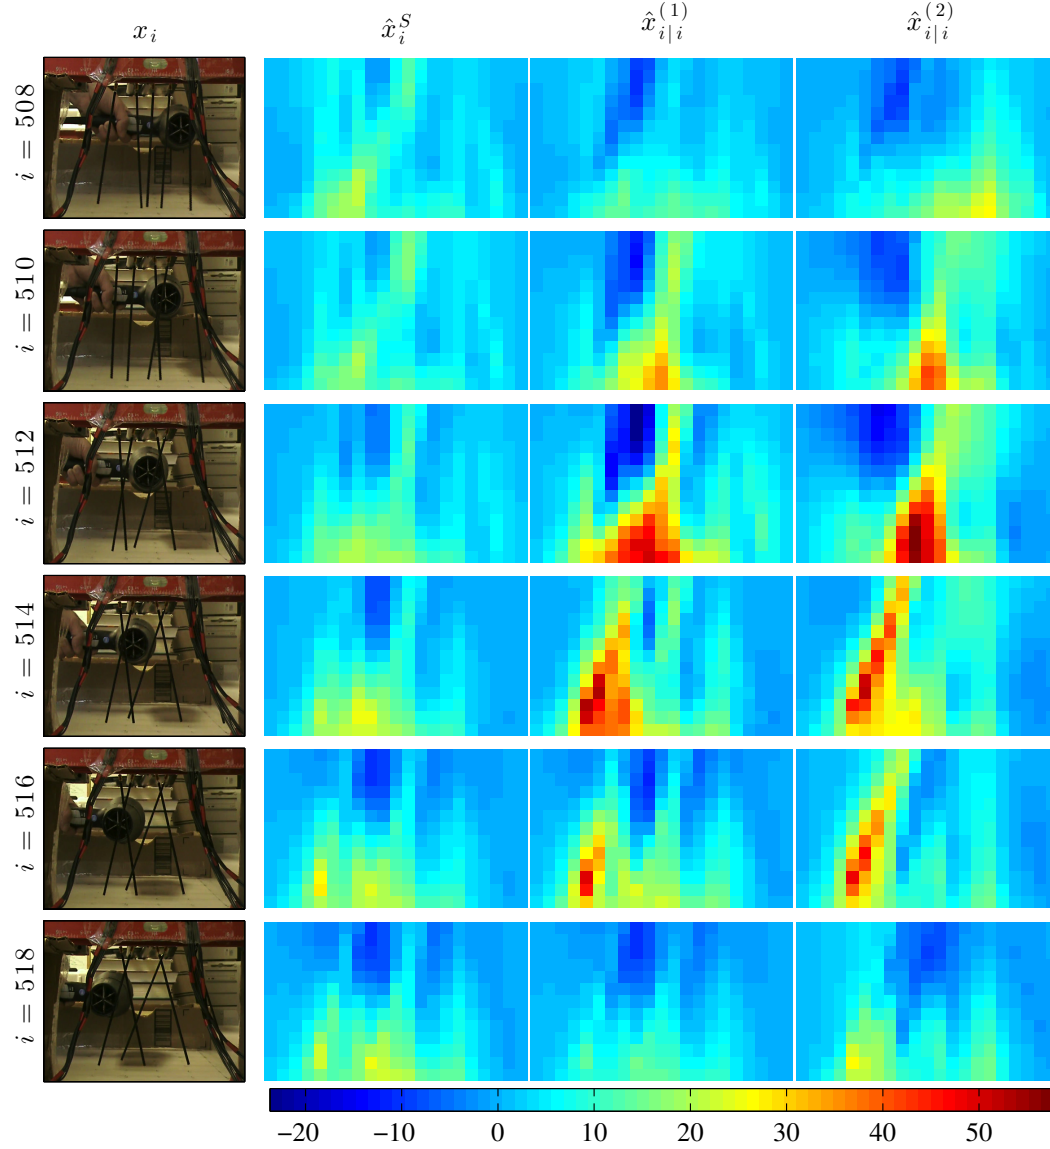 x_i x̂_i^S x̂_{i|i}^{(1)} x̂_{i|i}^{(2)}
i = 508
i = 510
i = 512
i = 514
i = 516
i = 518
−20 −10 0 10 20 30 40 50